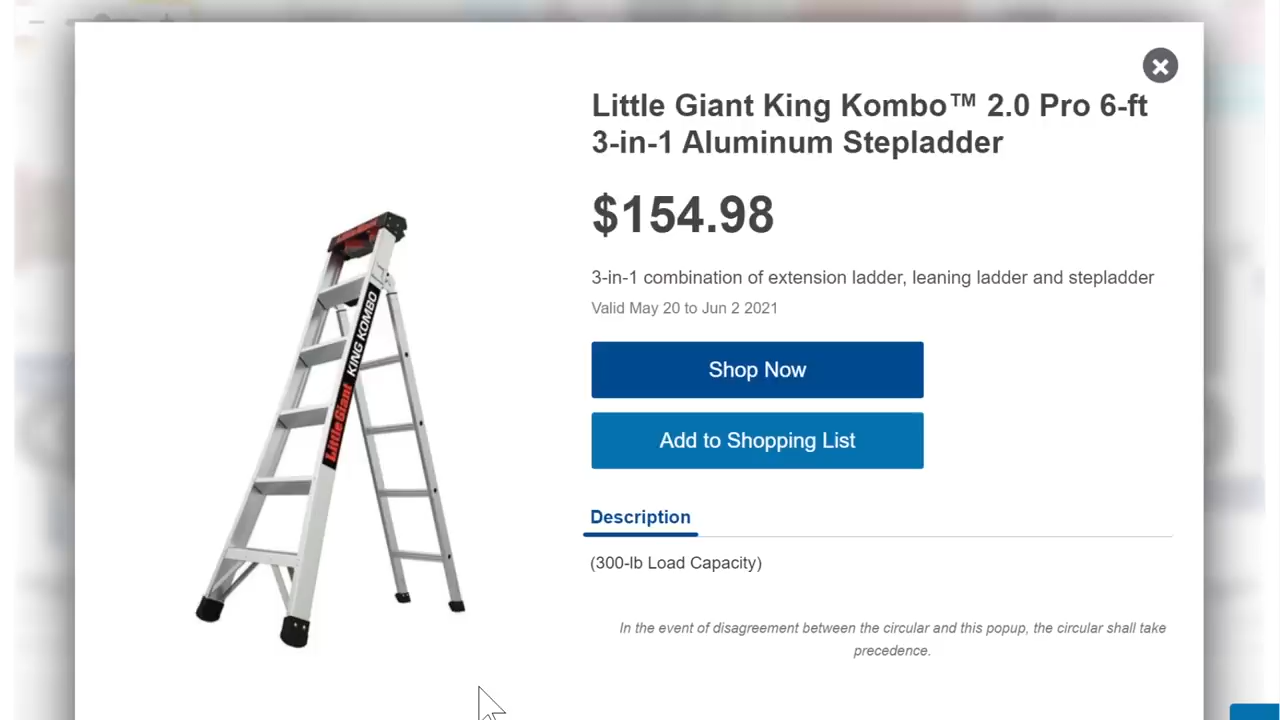 Little Giant King Kombo™ 2.0 Pro 6-ft
3-in-1 Aluminum Stepladder
$154.98
3-in-1 combination of extension ladder, leaning ladder and stepladder
Valid May 20 to Jun 2 2021
Shop Now
Add to Shopping List
Description
(300-lb Load Capacity)
In the event of disagreement between the circular and this popup, the circular shall take
precedence.
KING KOMBO
Little Giant